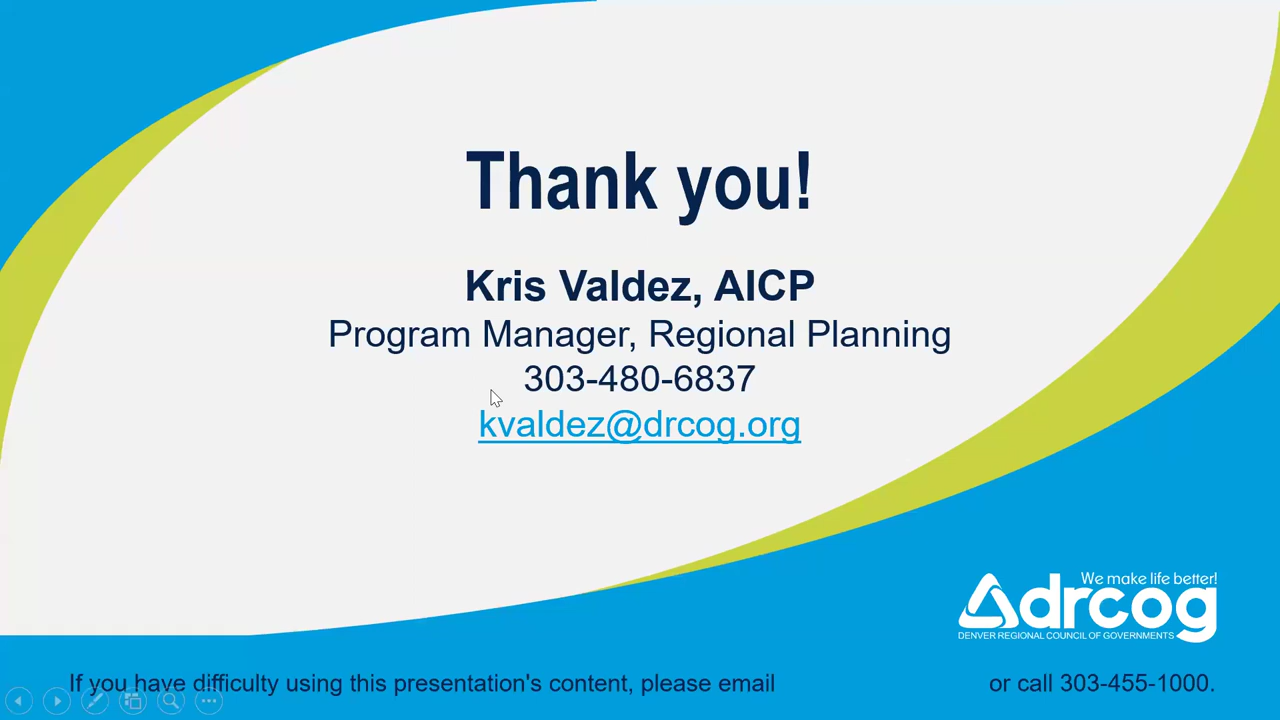 Thank you!
Kris Valdez, AICP
Program Manager, Regional Planning
303-480-6837
kvaldez@drcog.org
We make life better!
drcog
DENVER REGIONAL COUNCIL OF GOVERNMENTS
If you have difficulty using this presentation's content, please email or call 303-455-1000.